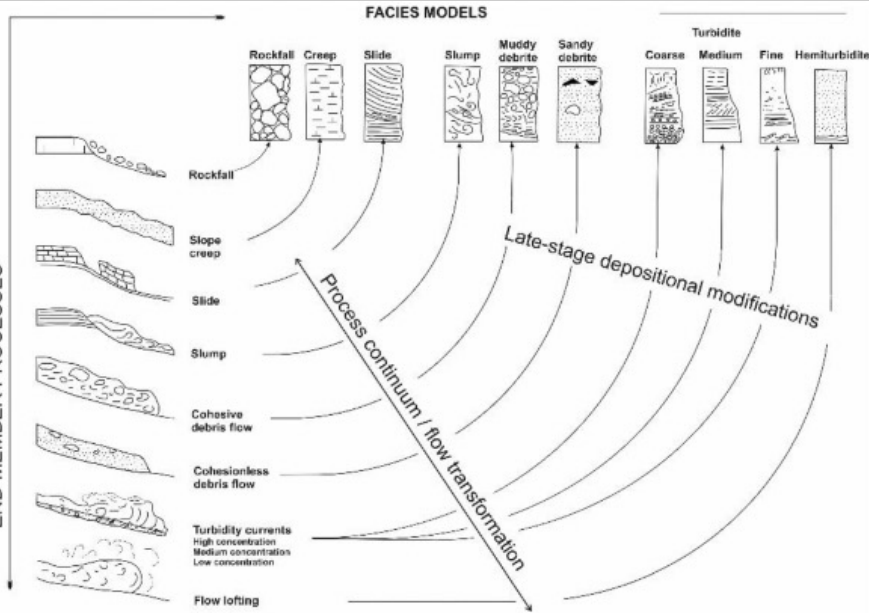 FACIES MODELS
Turbidite
Rockfall
Creep
Slide
Slump
Muddy
debrite
Sandy
debrite
Coarse
Medium
Fine
Hemiturbidite
Rockfall
Slope
creep
Slide
Slump
Cohesive
debris flow
Cohesionless
debris flow
Turbidity currents
High concentration
Medium concentration
Low concentration
Flow lofting
Process continuum / flow transformation
Late-stage depositional modifications